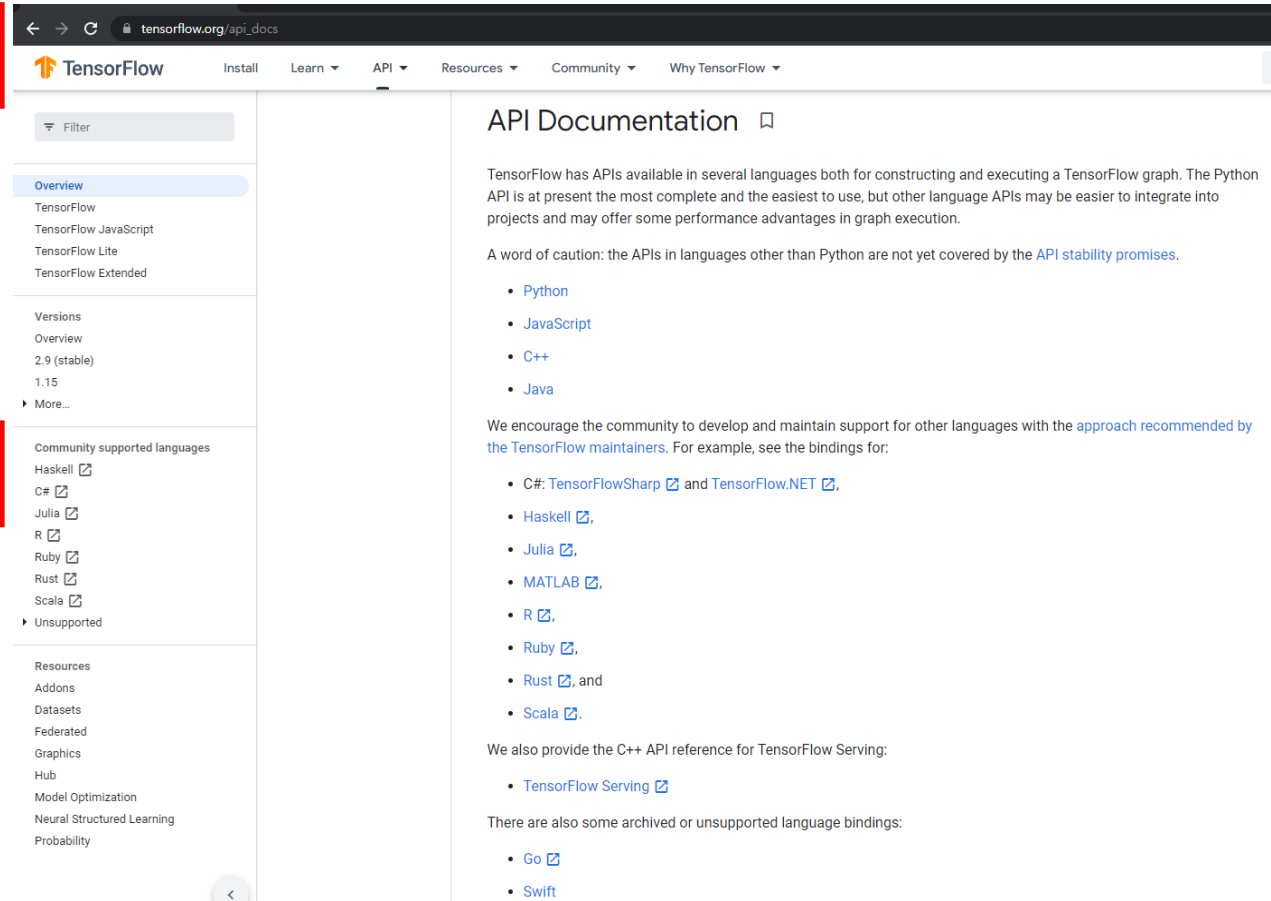 tensorflow.org/api_docs
TensorFlow
Install
Learn
API
Resources
Community
Why TensorFlow
Filter
Overview
TensorFlow
TensorFlow JavaScript
TensorFlow Lite
TensorFlow Extended
Versions
Overview
2.9 (stable)
1.15
More…
Community supported languages
Haskell
C#
Julia
R
Ruby
Rust
Scala
Unsupported
Resources
Addons
Datasets
Federated
Graphics
Hub
Model Optimization
Neural Structured Learning
Probability
API Documentation
TensorFlow has APIs available in several languages both for constructing and executing a TensorFlow graph. The Python
API is at present the most complete and the easiest to use, but other language APIs may be easier to integrate into
projects and may offer some performance advantages in graph execution.
A word of caution: the APIs in languages other than Python are not yet covered by the API stability promises.
• Python
• JavaScript
• C++
• Java
We encourage the community to develop and maintain support for other languages with the approach recommended by
the TensorFlow maintainers. For example, see the bindings for:
• C#: TensorFlowSharp and TensorFlow.NET ,
• Haskell ,
• Julia ,
• MATLAB ,
• R ,
• Ruby ,
• Rust , and
• Scala .
We also provide the C++ API reference for TensorFlow Serving:
• TensorFlow Serving
There are also some archived or unsupported language bindings:
• Go
• Swift